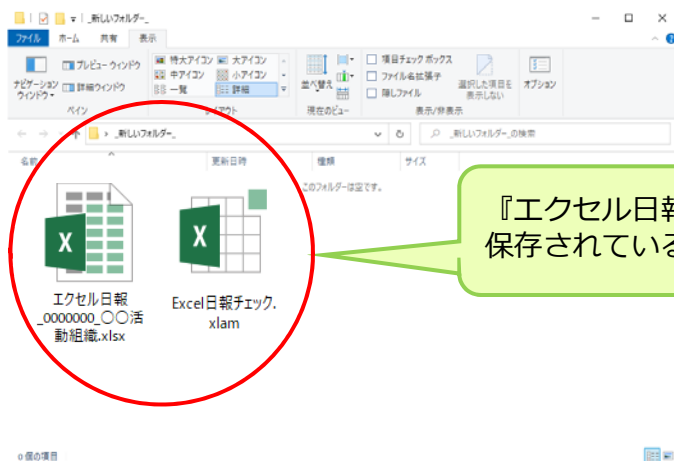 _新しいフォルダー_
ファイル ホーム 共有 表示
ナビゲーション
ウィンドウ
プレビュー ウィンドウ
詳細ウィンドウ
ペイン
特大アイコン 大アイコン
中アイコン 小アイコン
一覧 詳細
レイアウト
並べ替え
現在のビュー
項目チェック ボックス
ファイル名拡張子
隠しファイル
選択した項目を
表示しない
表示/非表示
オプション
_新しいフォルダー_
_新しいフォルダー_の検索
名前 更新日時 種類 サイズ
このフォルダーは空です。
エクセル日報
_0000000_〇〇活
動組織.xlsx
Excel日報チェック.
xlam
『エクセル日報
保存されている
0 個の項目